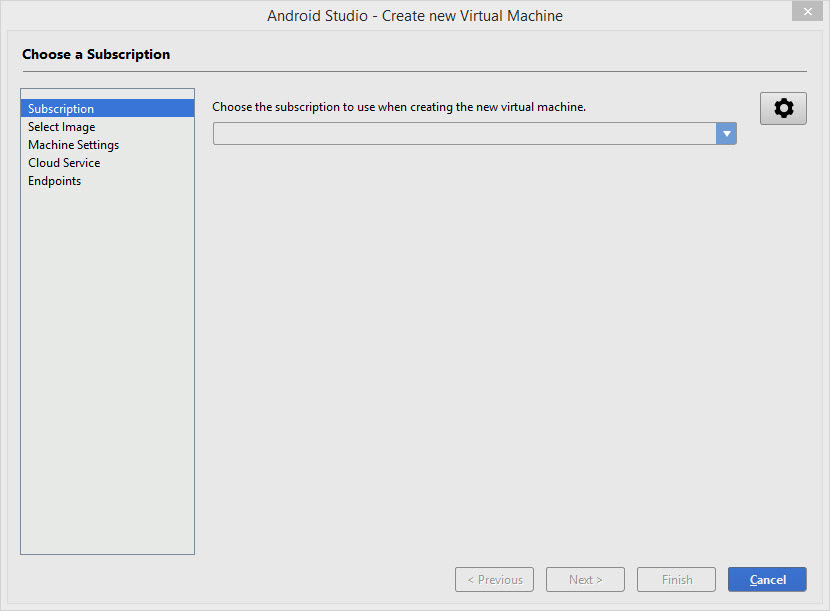 Android Studio - Create new Virtual Machine
Choose a Subscription
Subscription
Select Image
Machine Settings
Cloud Service
Endpoints
Choose the subscription to use when creating the new virtual machine.
< Previous
Next >
Finish
Cancel